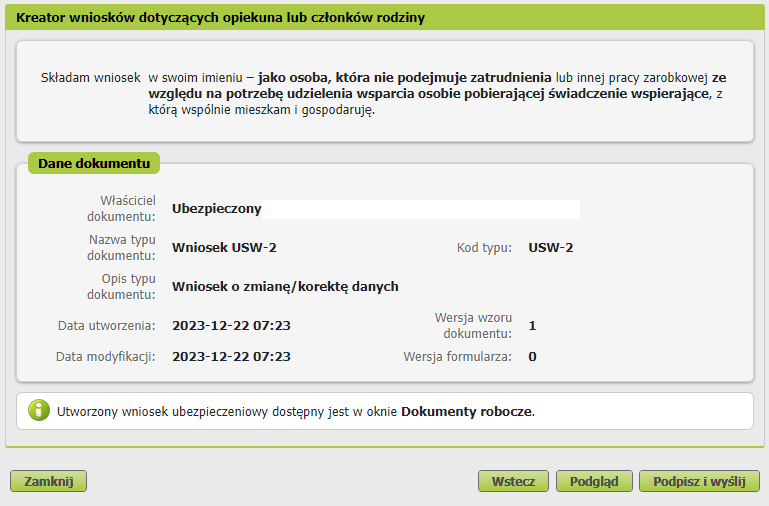 Kreator wniosków dotyczących opiekuna lub członków rodziny
Składam wniosek w swoim imieniu – jako osoba, która nie podejmuje zatrudnienia lub innej pracy zarobkowej ze
względu na potrzebę udzielenia wsparcia osobie pobierającej świadczenie wspierające, z
którą wspólnie mieszkam i gospodaruję.
Dane dokumentu
Właściciel
dokumentu: Ubezpieczony
Nazwa typu
dokumentu: Wniosek USW-2 Kod typu: USW-2
Opis typu
dokumentu: Wniosek o zmianę/korektę danych
Data utworzenia: 2023-12-22 07:23 Wersja wzoru
dokumentu: 1
Data modyfikacji: 2023-12-22 07:23 Wersja formularza: 0
Utworzony wniosek ubezpieczeniowy dostępny jest w oknie Dokumenty robocze.
Zamknij Wstecz Podgląd Podpisz i wyślij